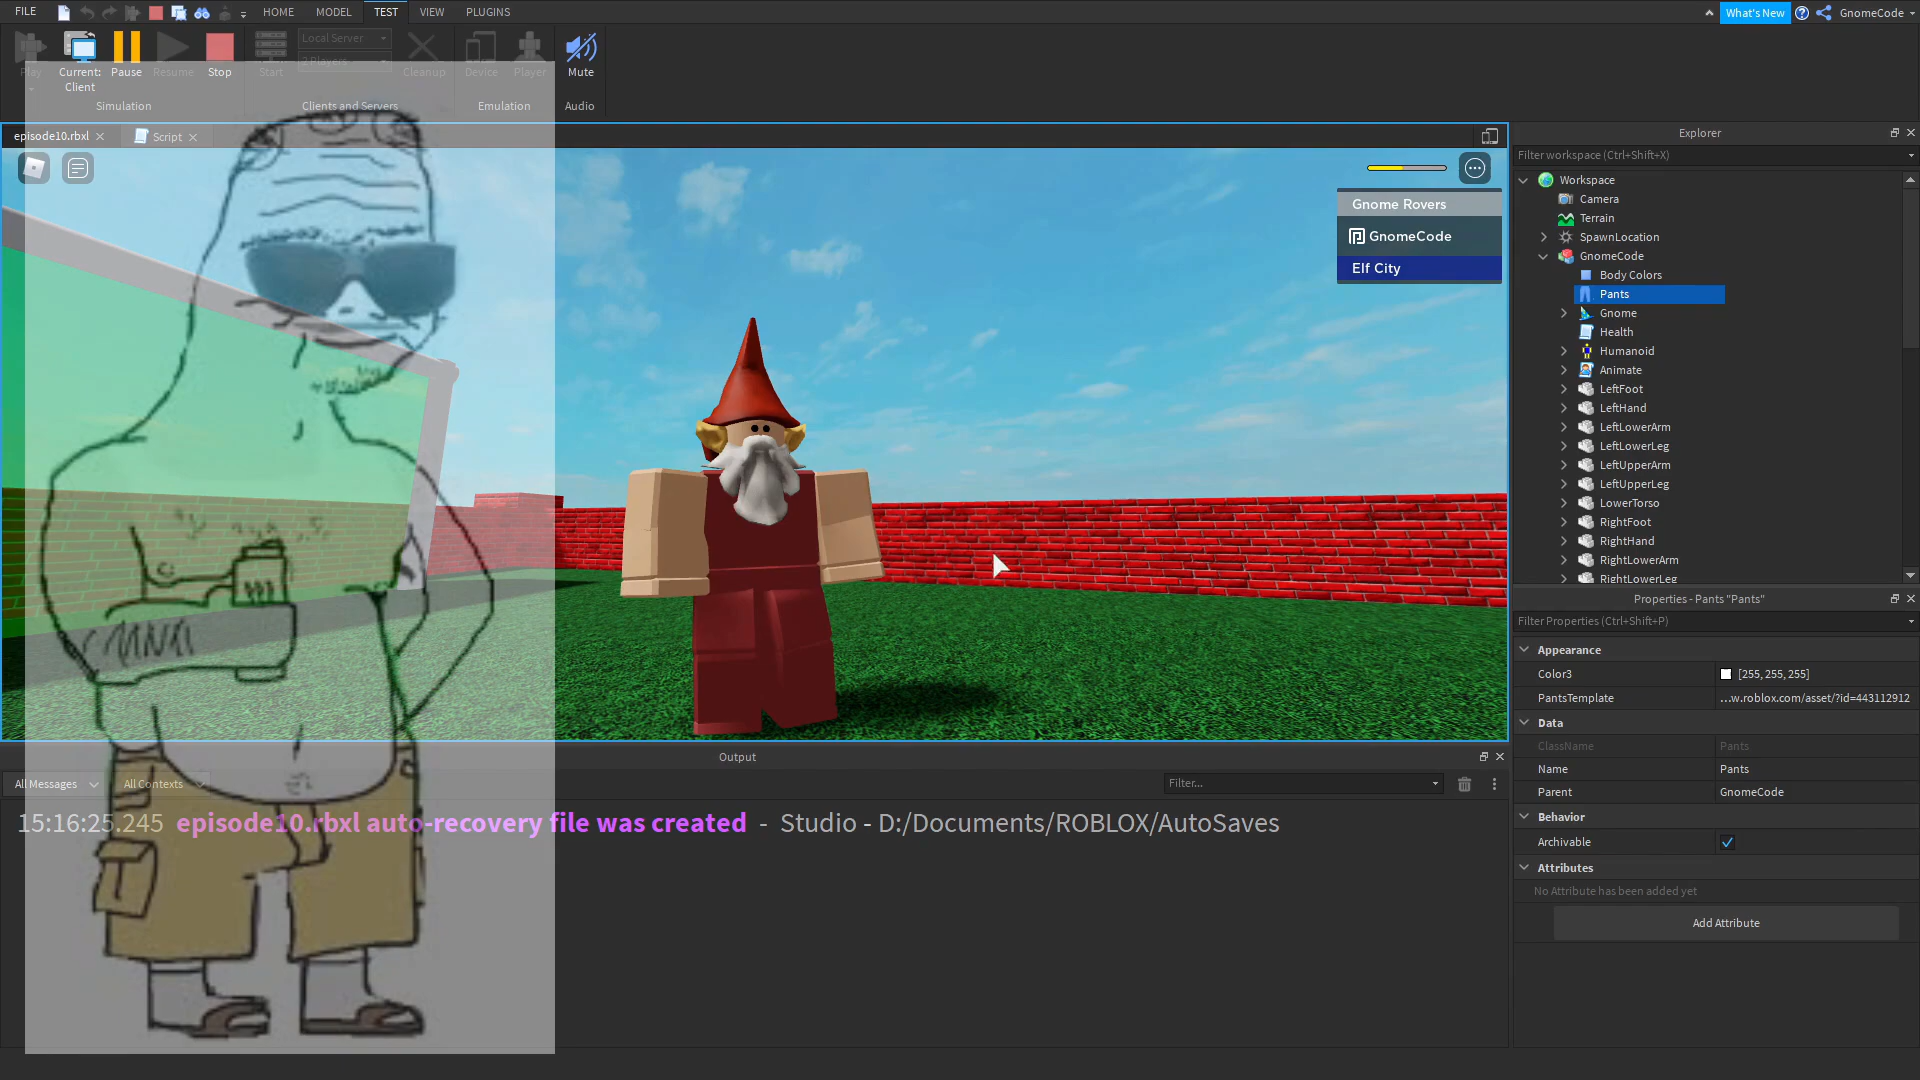 FILE HOME MODEL TEST VIEW PLUGINS What's New GnomeCode
Play Current: Client Pause Resume Stop Start Local Server 2 Players Cleanup Device Player Mute
Simulation Clients and Servers Emulation Audio
episode10.rbxl Script
Gnome Rovers
GnomeCode
Elf City
Explorer
Filter workspace (Ctrl+Shift+X)
Workspace
Camera
Terrain
SpawnLocation
GnomeCode
Body Colors
Pants
Gnome
Health
Humanoid
Animate
LeftFoot
LeftHand
LeftLowerArm
LeftLowerLeg
LeftUpperArm
LeftUpperLeg
LowerTorso
RightFoot
RightHand
RightLowerArm
RightLowerLeg
Properties - Pants "Pants"
Filter Properties (Ctrl+Shift+P)
Appearance
Color3 [255, 255, 255]
PantsTemplate ...w.roblox.com/asset/?id=443112912
Data
ClassName Pants
Name Pants
Parent GnomeCode
Behavior
Archivable
Attributes
No Attribute has been added yet
Add Attribute
Output
All Messages All Contexts Filter...
15:16:25.245 episode10.rbxl auto-recovery file was created - Studio - D:/Documents/ROBLOX/AutoSaves